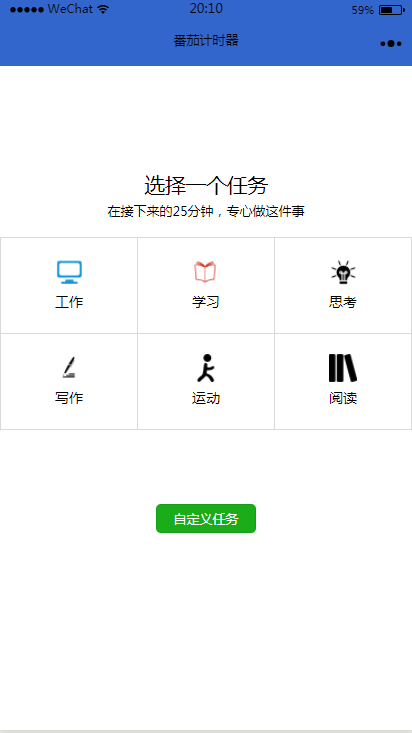 WeChat 20:10 59%
番茄计时器
选择一个任务
在接下来的25分钟，专心做这件事
工作 学习 思考
写作 运动 阅读
自定义任务